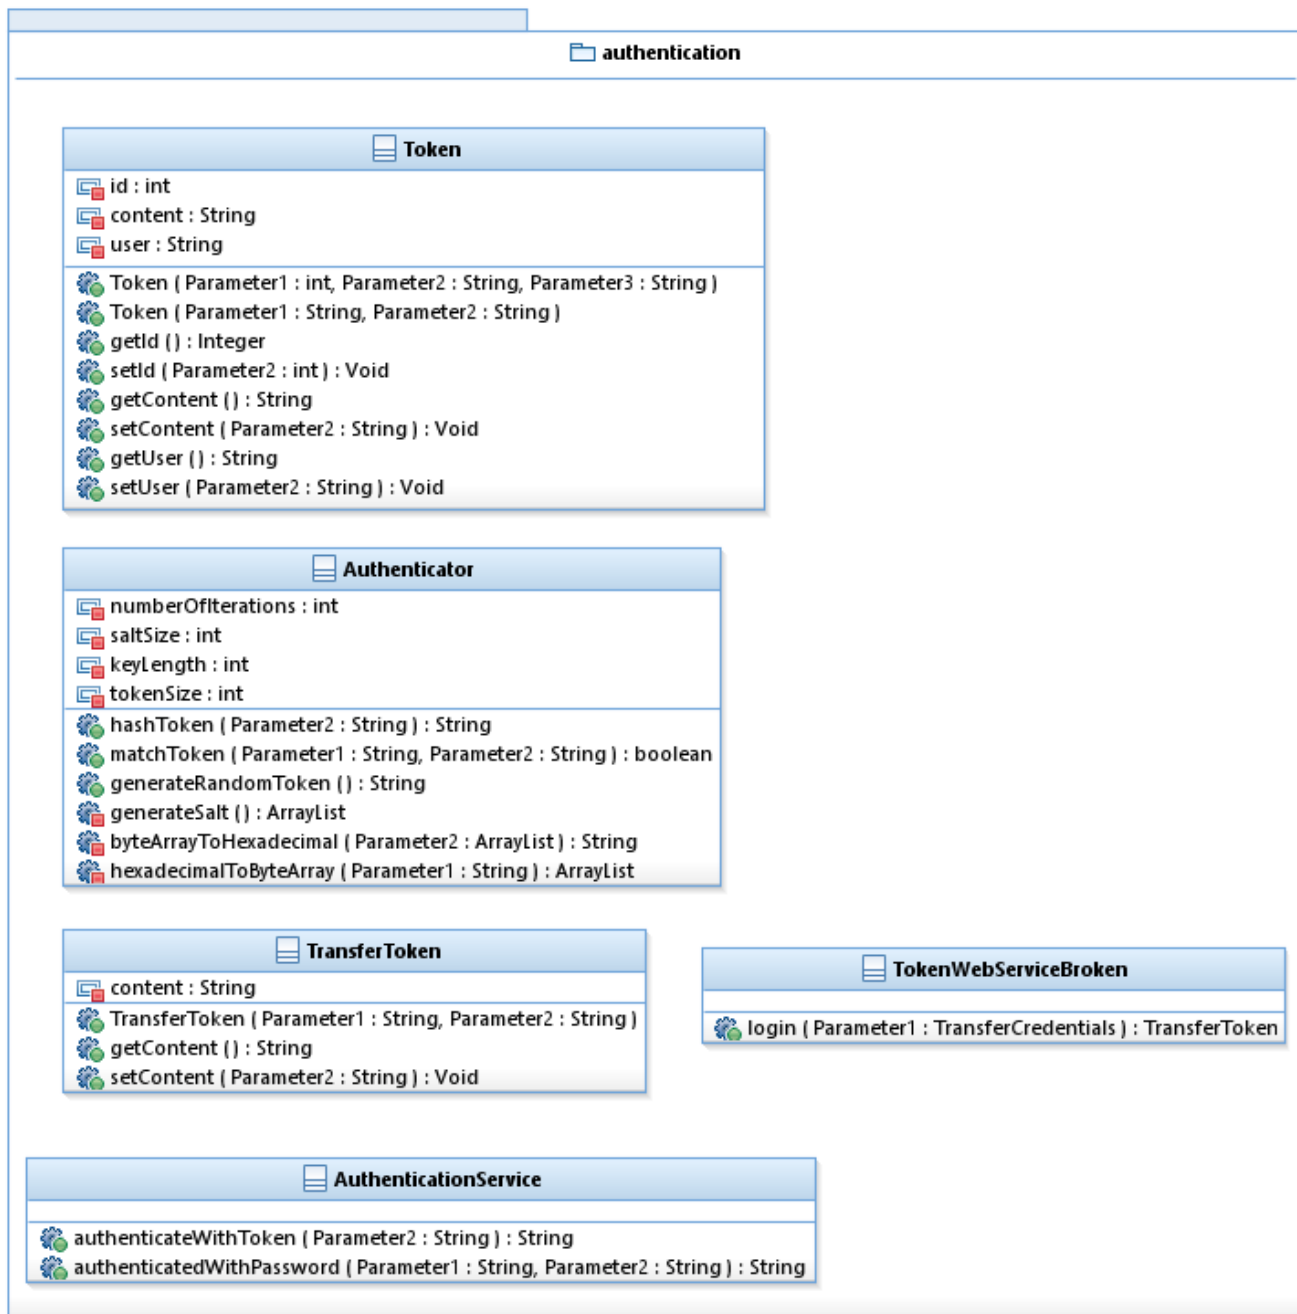 authentication
Token
id : int
content : String
user : String
Token ( Parameter1 : int, Parameter2 : String, Parameter3 : String )
Token ( Parameter1 : String, Parameter2 : String )
getId ( ) : Integer
setId ( Parameter2 : int ) : Void
getContent ( ) : String
setContent ( Parameter2 : String ) : Void
getUser ( ) : String
setUser ( Parameter2 : String ) : Void
Authenticator
numberOfIterations : int
saltSize : int
keyLength : int
tokenSize : int
hashToken ( Parameter2 : String ) : String
matchToken ( Parameter1 : String, Parameter2 : String ) : boolean
generateRandomToken ( ) : String
generateSalt ( ) : ArrayList
byteArrayToHexadecimal ( Parameter2 : ArrayList ) : String
hexadecimalToByteArray ( Parameter1 : String ) : ArrayList
TransferToken
content : String
TransferToken ( Parameter1 : String, Parameter2 : String )
getContent ( ) : String
setContent ( Parameter2 : String ) : Void
TokenWebServiceBroken
login ( Parameter1 : TransferCredentials ) : TransferToken
AuthenticationService
authenticateWithToken ( Parameter2 : String ) : String
authenticatedWithPassword ( Parameter1 : String, Parameter2 : String ) : String